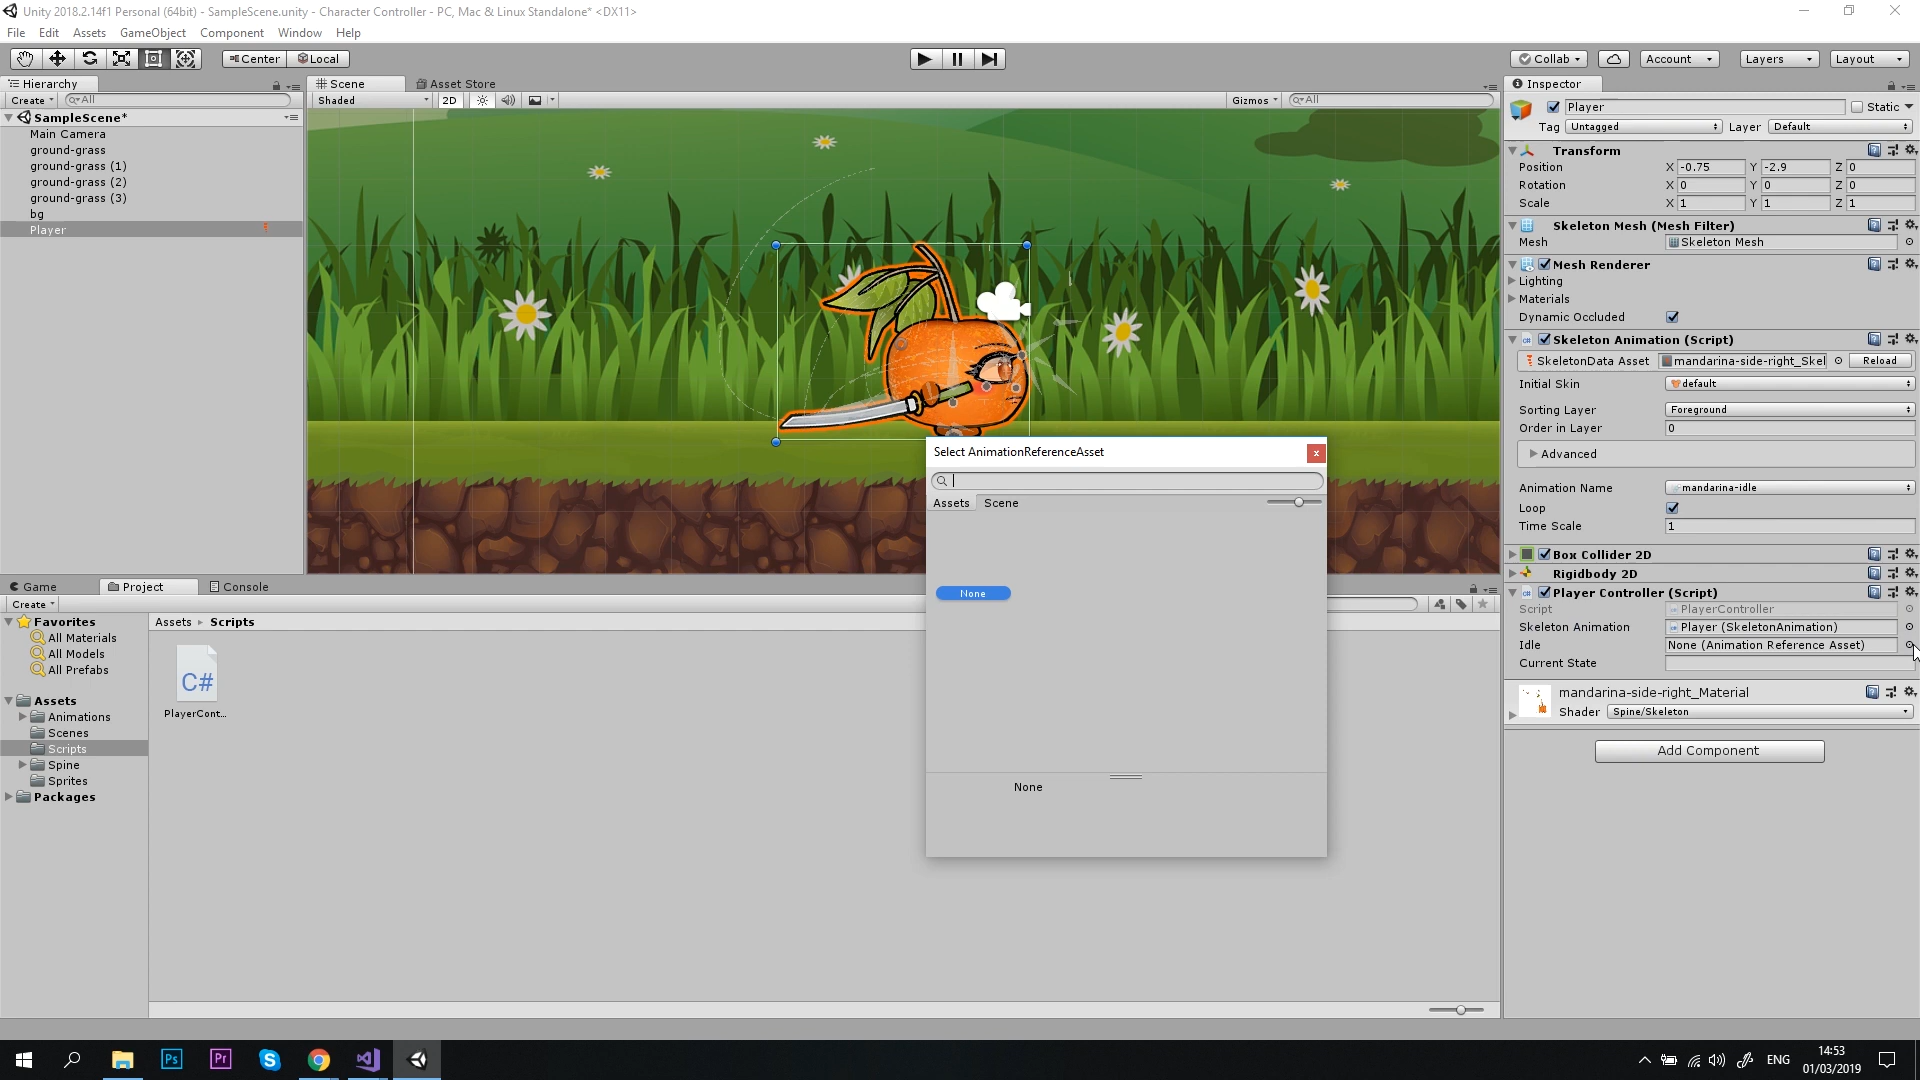 Unity 2018.2.14f1 Personal (64bit) - SampleScene.unity - Character Controller - PC, Mac & Linux Standalone* <DX11>
File Edit Assets GameObject Component Window Help
Center Local Collab Account Layers Layout
Hierarchy
Create All
SampleScene*
Main Camera
ground-grass
ground-grass (1)
ground-grass (2)
ground-grass (3)
bg
Player
Scene Asset Store
Shaded 2D Gizmos All
Select AnimationReferenceAsset
x
Assets Scene
None
None
Game Project Console
Create
Favorites
All Materials
All Models
All Prefabs
Assets
Animations
Scenes
Scripts
Spine
Sprites
Packages
Assets Scripts
C#
PlayerCont...
Inspector
Player Static
Tag Untagged Layer Default
Transform
Position X -0.75 Y -2.9 Z 0
Rotation X 0 Y 0 Z 0
Scale X 1 Y 1 Z 1
Skeleton Mesh (Mesh Filter)
Mesh Skeleton Mesh
Mesh Renderer
Lighting
Materials
Dynamic Occluded
Skeleton Animation (Script)
SkeletonData Asset mandarina-side-right_Skel Reload
Initial Skin default
Sorting Layer Foreground
Order in Layer 0
Advanced
Animation Name mandarina-idle
Loop
Time Scale 1
Box Collider 2D
Rigidbody 2D
Player Controller (Script)
Script PlayerController
Skeleton Animation Player (SkeletonAnimation)
Idle None (Animation Reference Asset)
Current State
mandarina-side-right_Material
Shader Spine/Skeleton
Add Component
Ps Pr S
ENG
14:53
01/03/2019